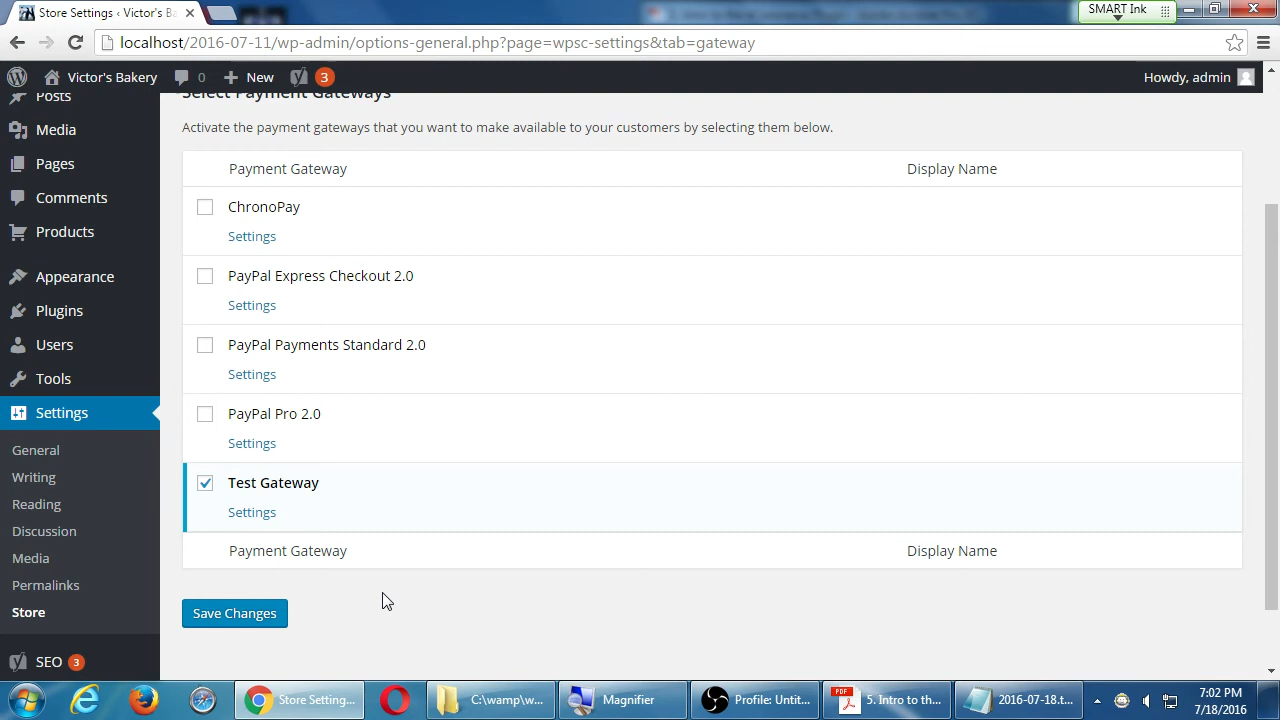 Store Settings ‹ Victor's B
SMART Ink
localhost/2016-07-11/wp-admin/options-general.php?page=wpsc-settings&tab=gateway
Victor's Bakery
0
New
3
Howdy, admin
Posts
Media
Pages
Comments
Products
Appearance
Plugins
Users
Tools
Settings
General
Writing
Reading
Discussion
Media
Permalinks
Store
SEO 3
Select Payment Gateways
Activate the payment gateways that you want to make available to your customers by selecting them below.
Payment Gateway Display Name
ChronoPay
Settings
PayPal Express Checkout 2.0
Settings
PayPal Payments Standard 2.0
Settings
PayPal Pro 2.0
Settings
Test Gateway
Settings
Payment Gateway Display Name
Save Changes
Store Setting...
C:\wamp\w...
Magnifier
Profile: Untit...
PDF
5. Intro to th...
2016-07-18.t...
7:02 PM
7/18/2016